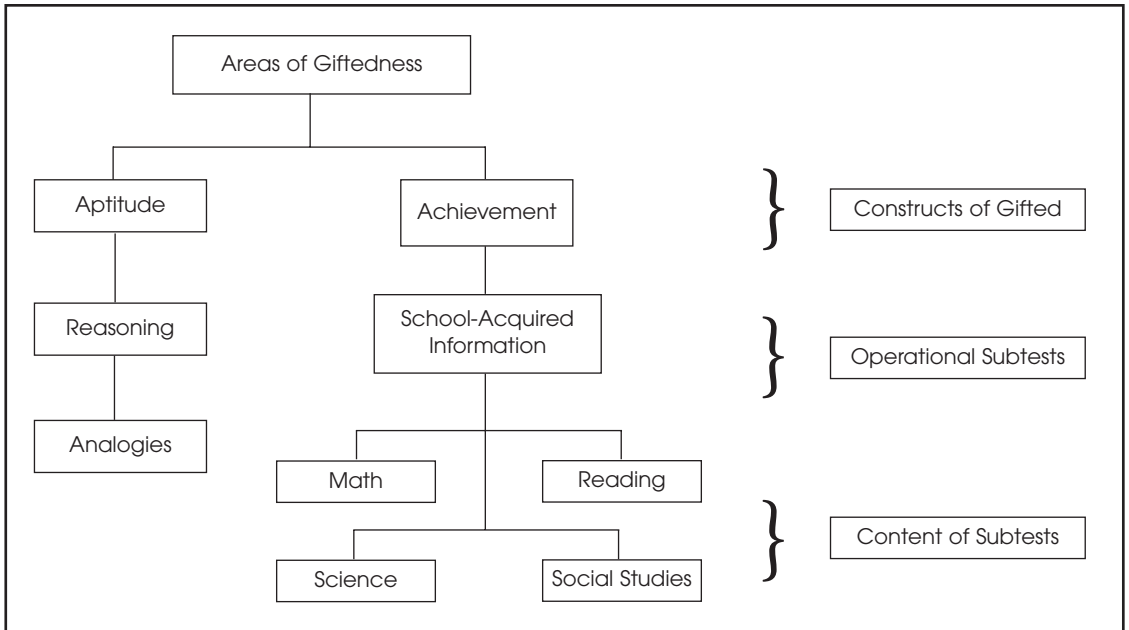 Areas of Giftedness
Aptitude
Achievement
Constructs of Gifted
Reasoning
School-Acquired
Information
Operational Subtests
Analogies
Math
Reading
Content of Subtests
Science
Social Studies